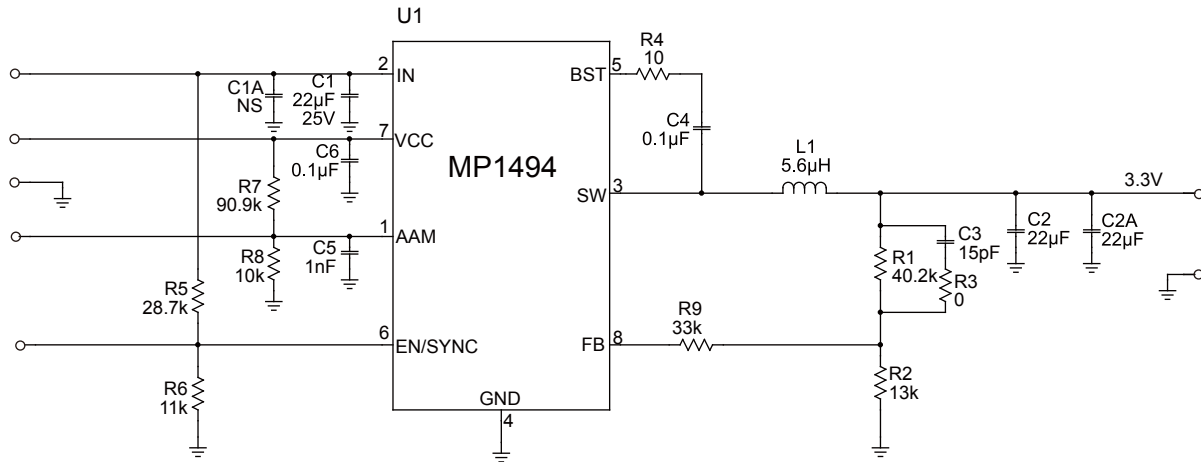 U1
2
IN
C1A
NS
C1
22µF
25V
7
VCC
C6
0.1µF
R7
90.9k
1
AAM
C5
1nF
R8
10k
R5
28.7k
6
EN/SYNC
R6
11k
MP1494
GND
4
BST
5
R4
10
C4
0.1µF
SW
3
L1
5.6µH
3.3V
C2
22µF
C2A
22µF
C3
15pF
R1
40.2k
R3
0
FB
8
R9
33k
R2
13k